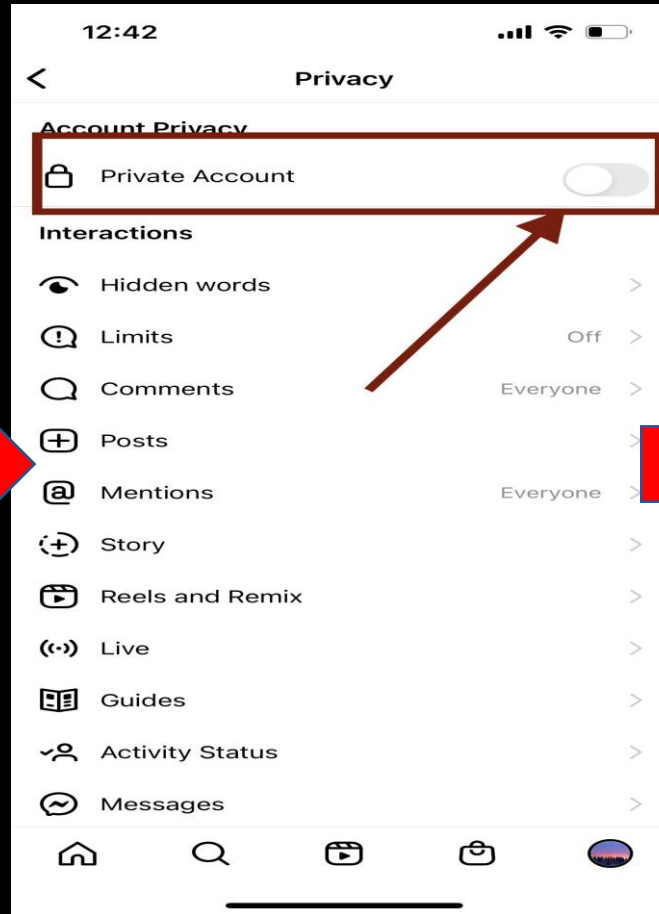 12:42
Privacy
Account Privacy
Private Account
Interactions
Hidden words
Limits Off
Comments Everyone
Posts
Mentions Everyone
Story
Reels and Remix
Live
Guides
Activity Status
Messages